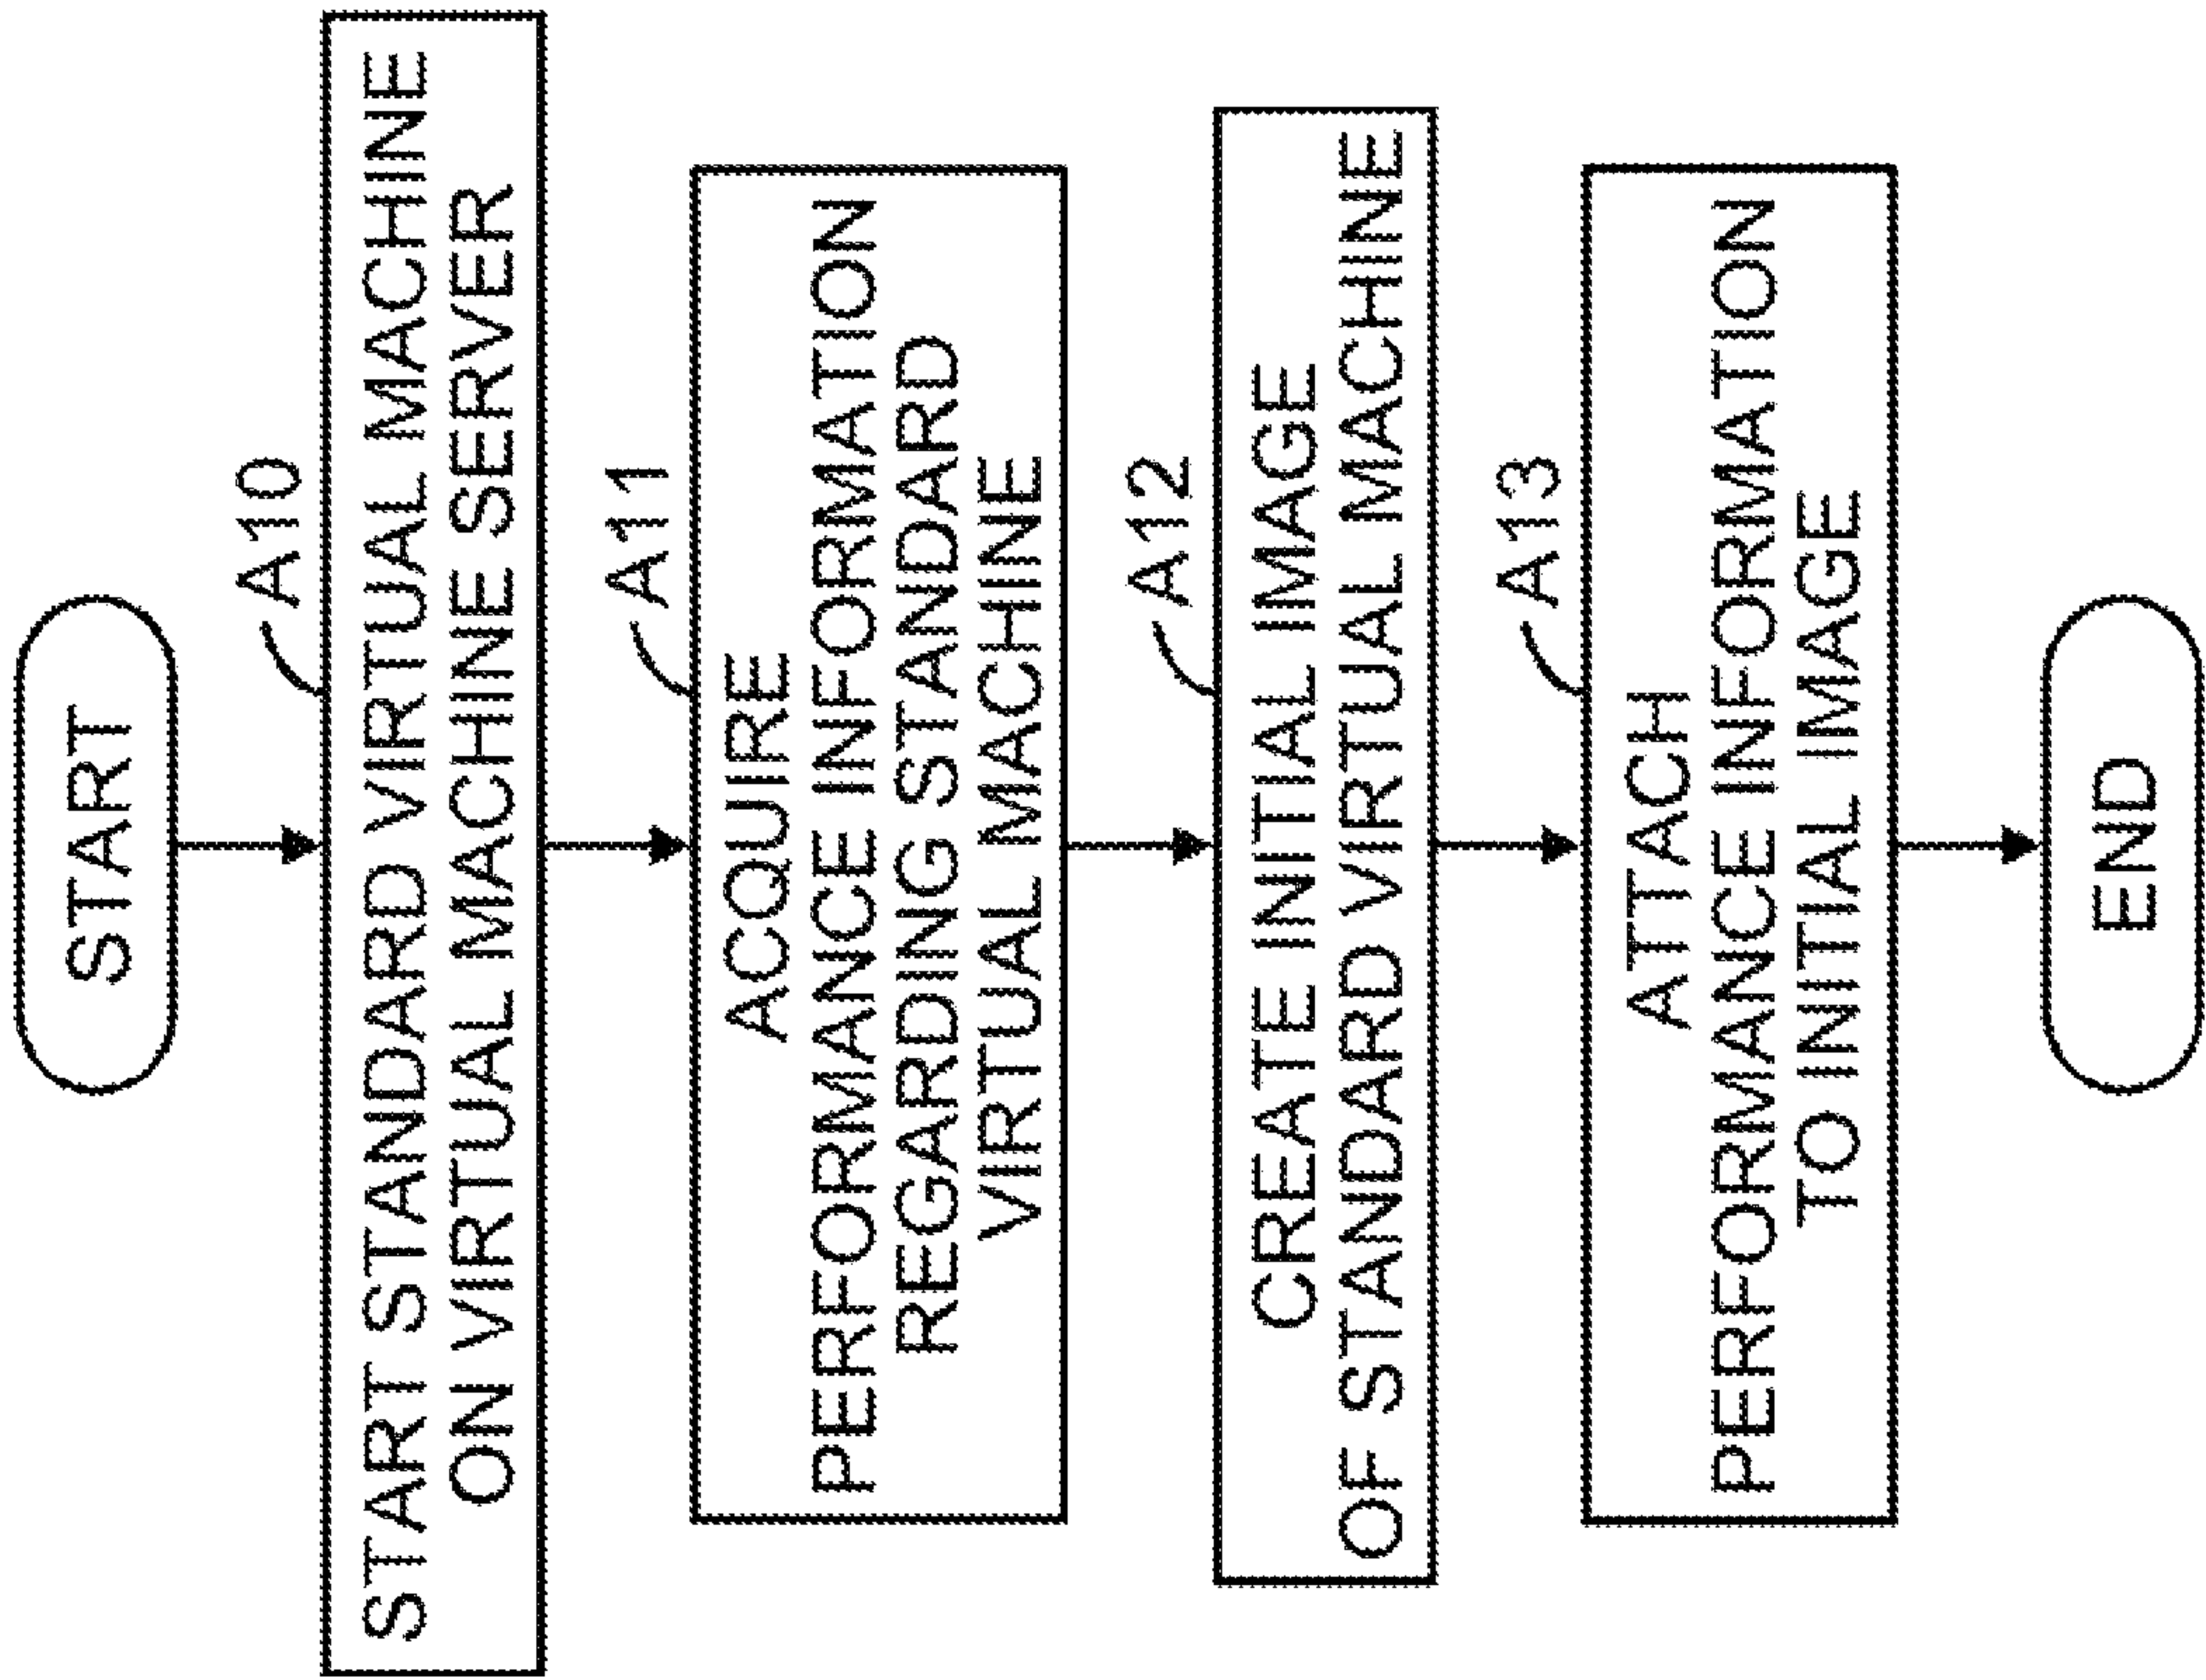 START
A10
START STANDARD VIRTUAL MACHINE
ON VIRTUAL MACHINE SERVER
A11
ACQUIRE
PERFORMANCE INFORMATION
REGARDING STANDARD
VIRTUAL MACHINE
A12
CREATE INITIAL IMAGE
OF STANDARD VIRTUAL MACHINE
A13
ATTACH
PERFORMANCE INFORMATION
TO INITIAL IMAGE
END